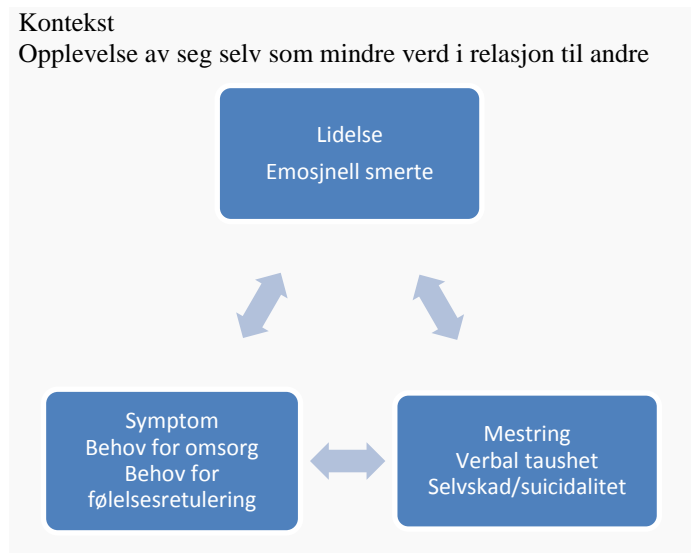 Kontekst
Opplevelse av seg selv som mindre verd i relasjon til andre
Lidelse
Emosjnell smerte
Symptom
Behov for omsorg
Behov for
følelsesretulering
Mestring
Verbal taushet
Selvskad/suicidalitet